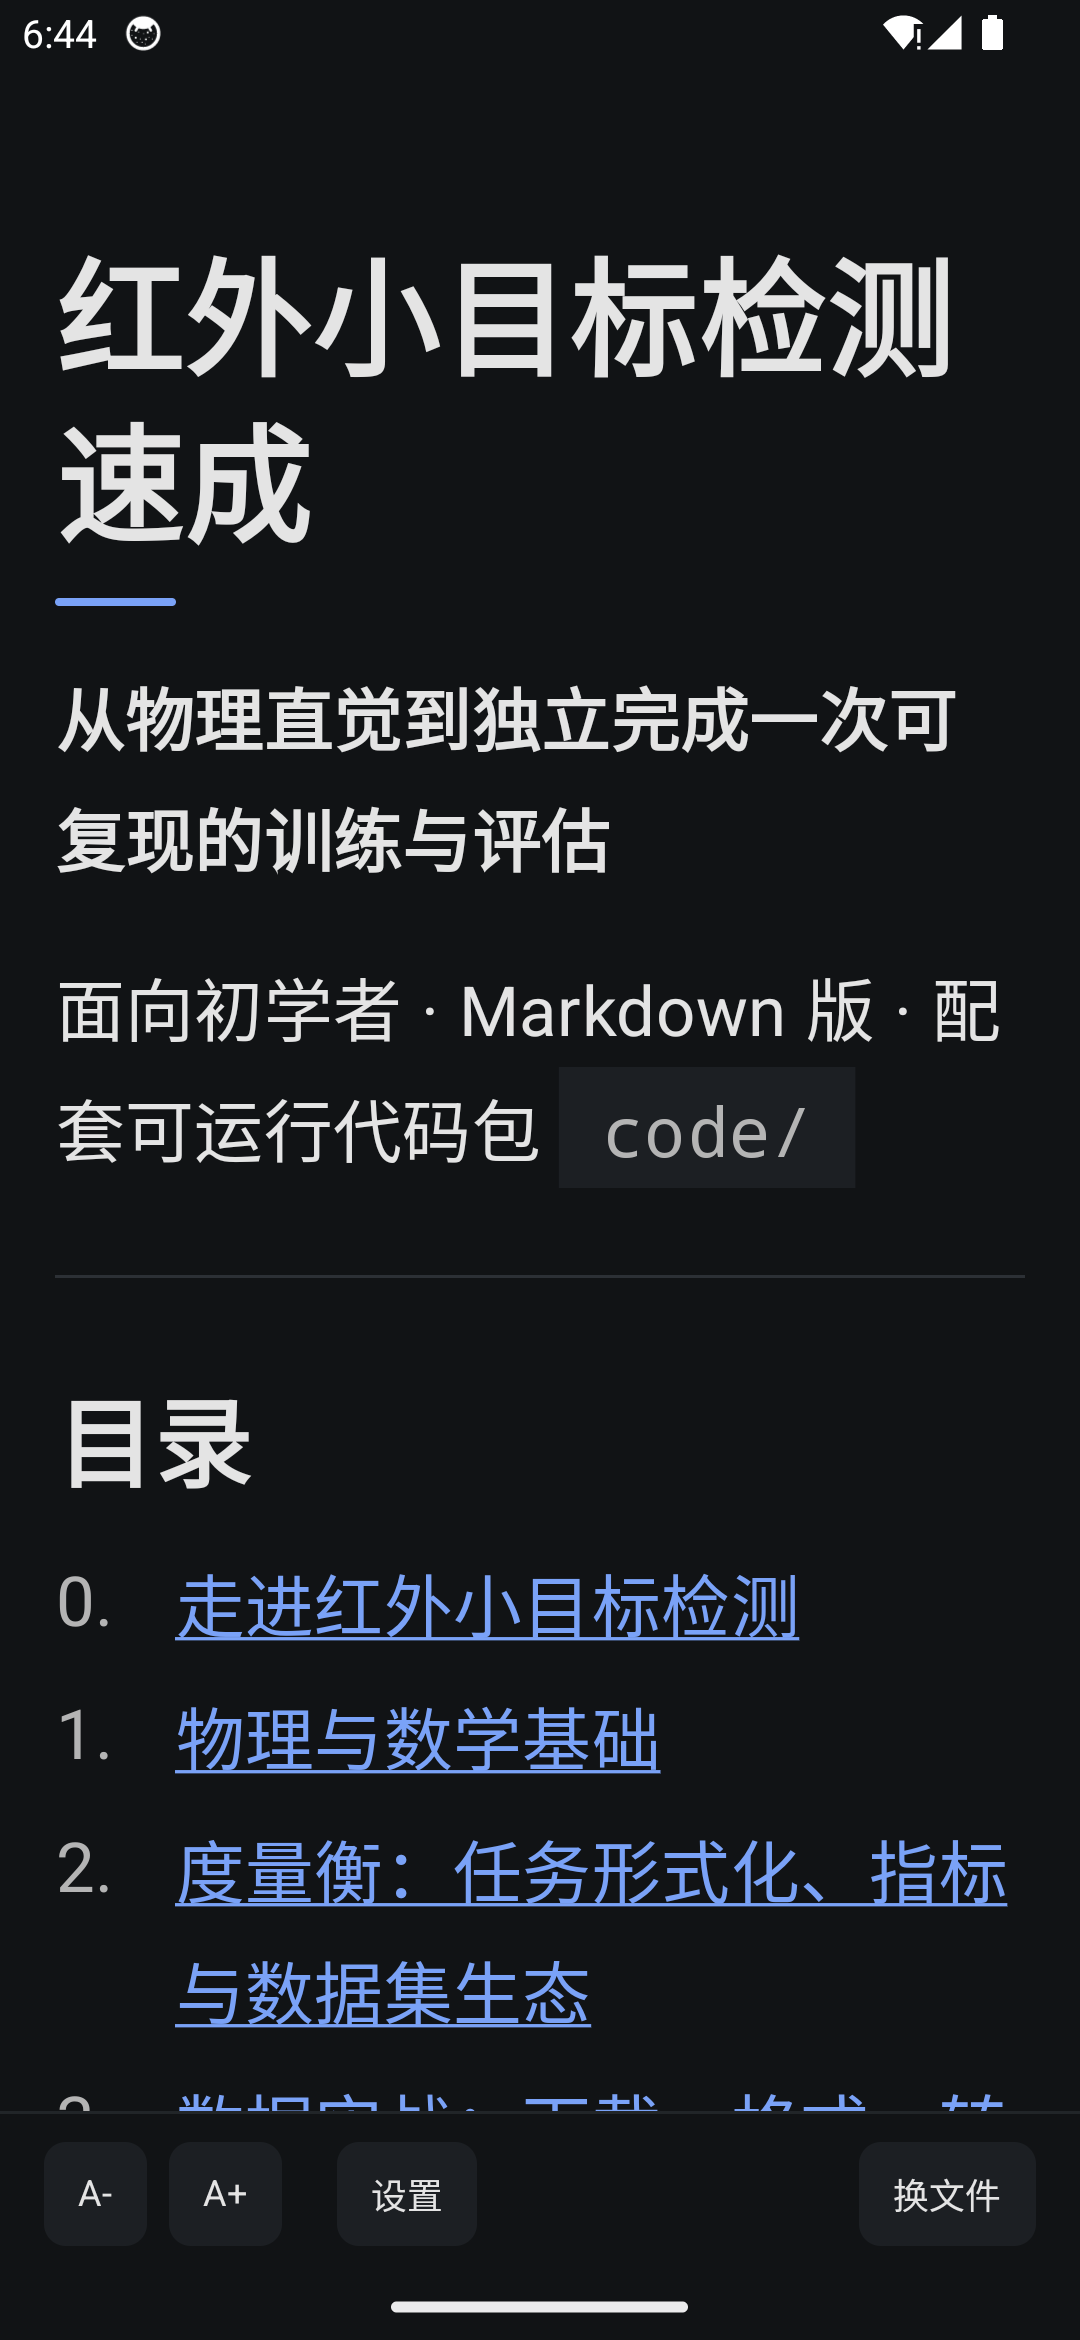 6:44
红外小目标检测
速成
从物理直觉到独立完成一次可
复现的训练与评估
面向初学者 · Markdown 版 · 配
套可运行代码包 code/
目录
0. 走进红外小目标检测
1. 物理与数学基础
2. 度量衡：任务形式化、指标
与数据集生态
A-
A+
设置
换文件